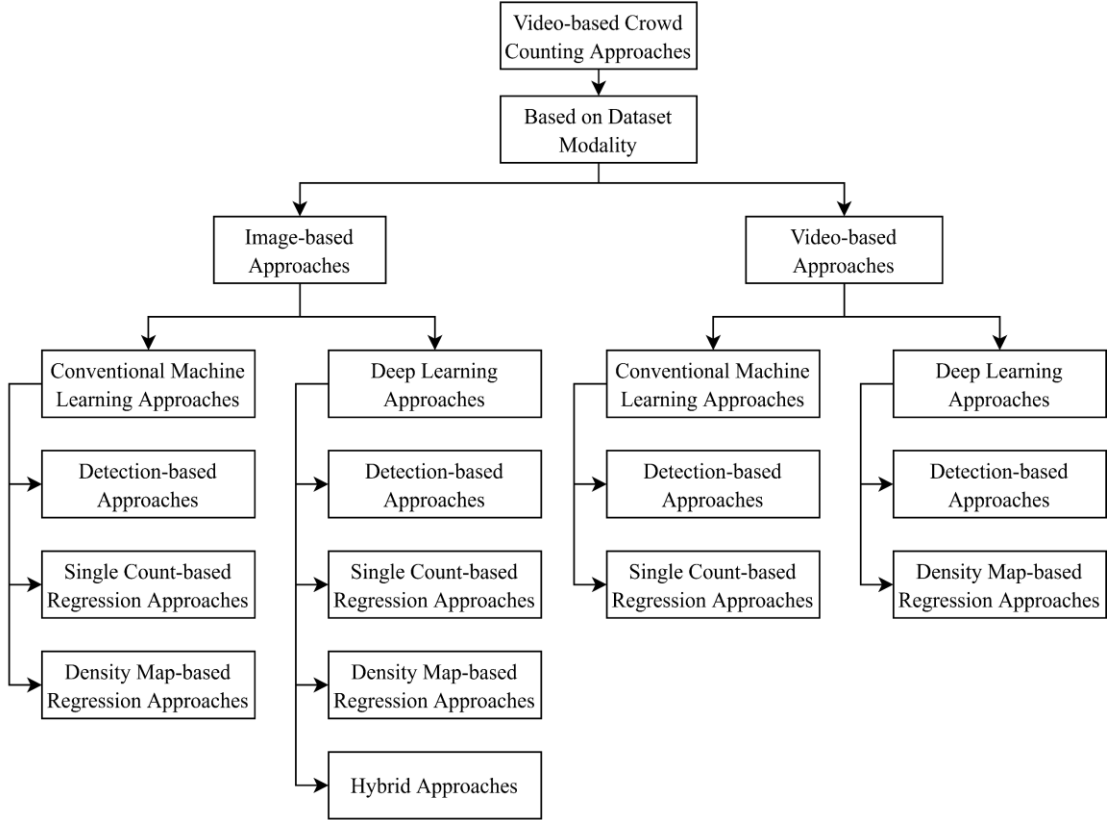 Video-based Crowd
Counting Approaches
Based on Dataset
Modality
Image-based
Approaches
Video-based
Approaches
Conventional Machine
Learning Approaches
Deep Learning
Approaches
Conventional Machine
Learning Approaches
Deep Learning
Approaches
Detection-based
Approaches
Detection-based
Approaches
Detection-based
Approaches
Detection-based
Approaches
Single Count-based
Regression Approaches
Single Count-based
Regression Approaches
Single Count-based
Regression Approaches
Density Map-based
Regression Approaches
Density Map-based
Regression Approaches
Density Map-based
Regression Approaches
Hybrid Approaches